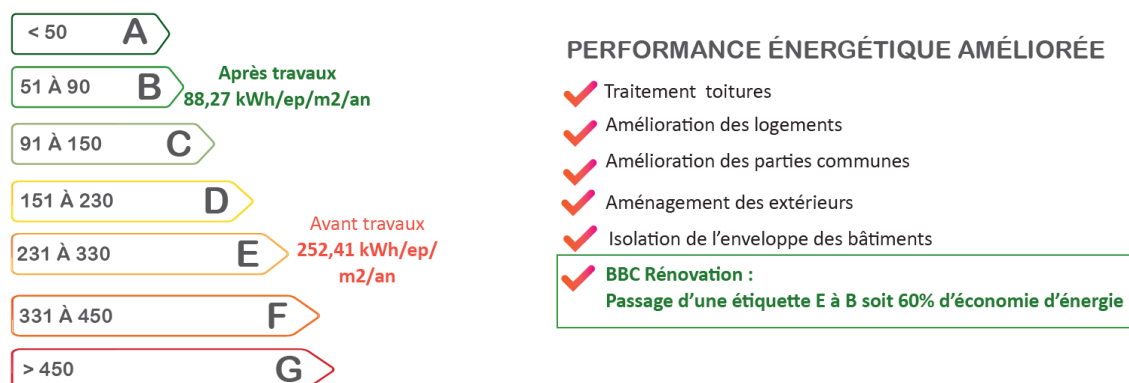 < 50 A
51 À 90 B
Après travaux
88,27 kWh/ep/m2/an
91 À 150 C
151 À 230 D
231 À 330 E
Avant travaux
252,41 kWh/ep/
m2/an
331 À 450 F
> 450 G
PERFORMANCE ÉNERGÉTIQUE AMÉLIORÉE
Traitement toitures
Amélioration des logements
Amélioration des parties communes
Aménagement des extérieurs
Isolation de l’enveloppe des bâtiments
BBC Rénovation :
Passage d’une étiquette E à B soit 60% d’économie d’énergie